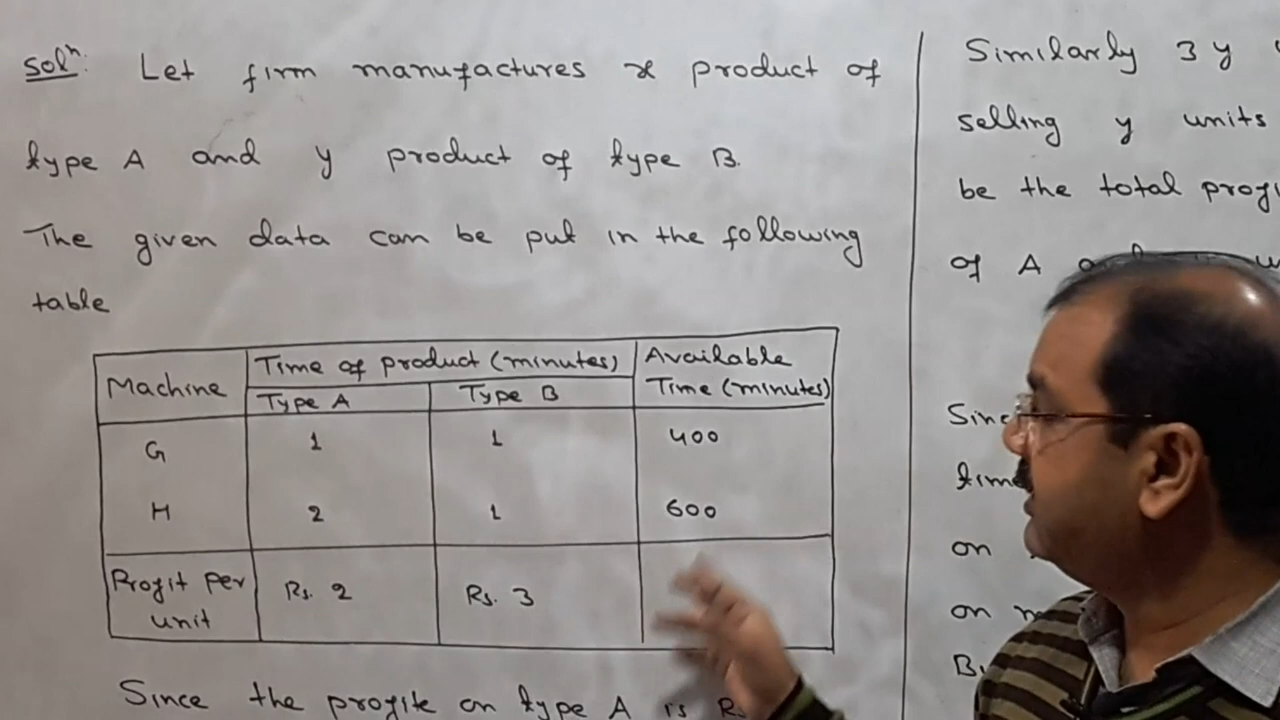 Solⁿ: Let firm manufactures x product of
type A and y product of type B.
The given data can be put in the following
table
Machine
Time of product (minutes)
Type A
Type B
Available
Time (minutes)
G 1 1 400
H 2 1 600
Profit per
unit
Rs. 2 Rs. 3
Since the profit on type A is
Similarly 3y
selling y units
be the total
of A
on
on